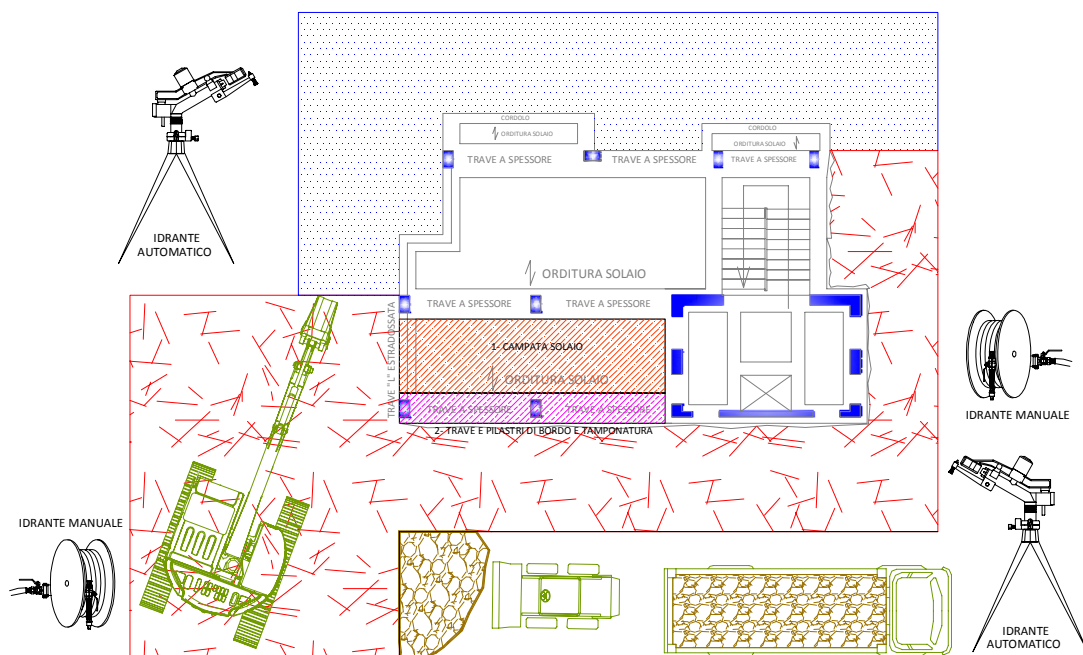 CORDOLO
ORDITURA SOLAIO
CORDOLO
ORDITURA SOLAIO
TRAVE A SPESSORE
TRAVE A SPESSORE
TRAVE A SPESSORE
IDRANTE
AUTOMATICO
ORDITURA SOLAIO
TRAVE A SPESSORE
TRAVE A SPESSORE
TRAVE "L" ESTRADOSSATA
1- CAMPATA SOLAIO
ORDITURA SOLAIO
TRAVE A SPESSORE
TRAVE A SPESSORE
2- TRAVE E PILASTRI DI BORDO E TAMPONATURA
IDRANTE MANUALE
IDRANTE MANUALE
IDRANTE
AUTOMATICO